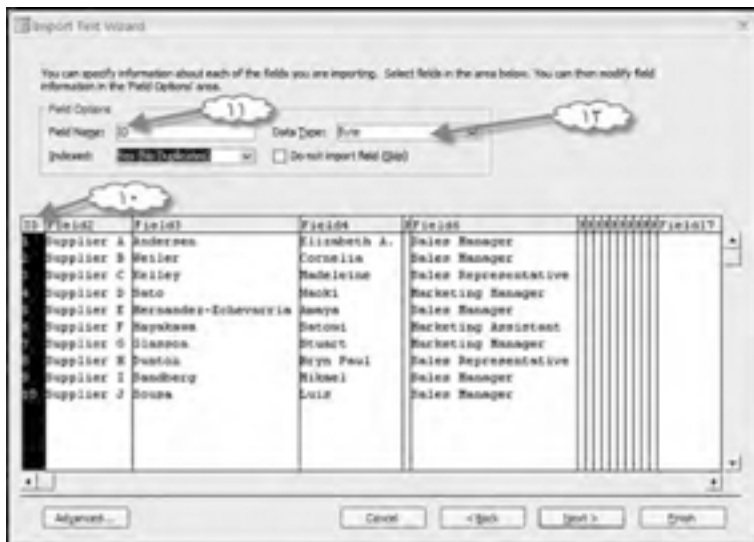 Import Text Wizard
You can specify information about each of the fields you are importing. Select fields in the area below. You can then modify field
information in the 'Field Options' area.
Field Options
١١
١٢
Field Name: ID
Data Type: Byte
Indexed: Yes (No Duplicates)
Do not import field (Skip)
١٠
ID Field2 Field3 Field4 Field6 Field17
1 Supplier A Andersen Elizabeth A. Sales Manager
2 Supplier B Weiler Cornelia Sales Manager
3 Supplier C Kelley Madeleine Sales Representative
4 Supplier D Sato Naoki Marketing Manager
5 Supplier E Hernandez-Echevarria Amaya Sales Manager
6 Supplier F Hayakawa Satomi Marketing Assistant
7 Supplier G Glasson Stuart Marketing Manager
8 Supplier H Dunton Bryn Paul Sales Representative
9 Supplier I Sandberg Mikael Sales Manager
10 Supplier J Sousa Luis Sales Manager
Advanced...
Cancel
< Back
Next >
Finish